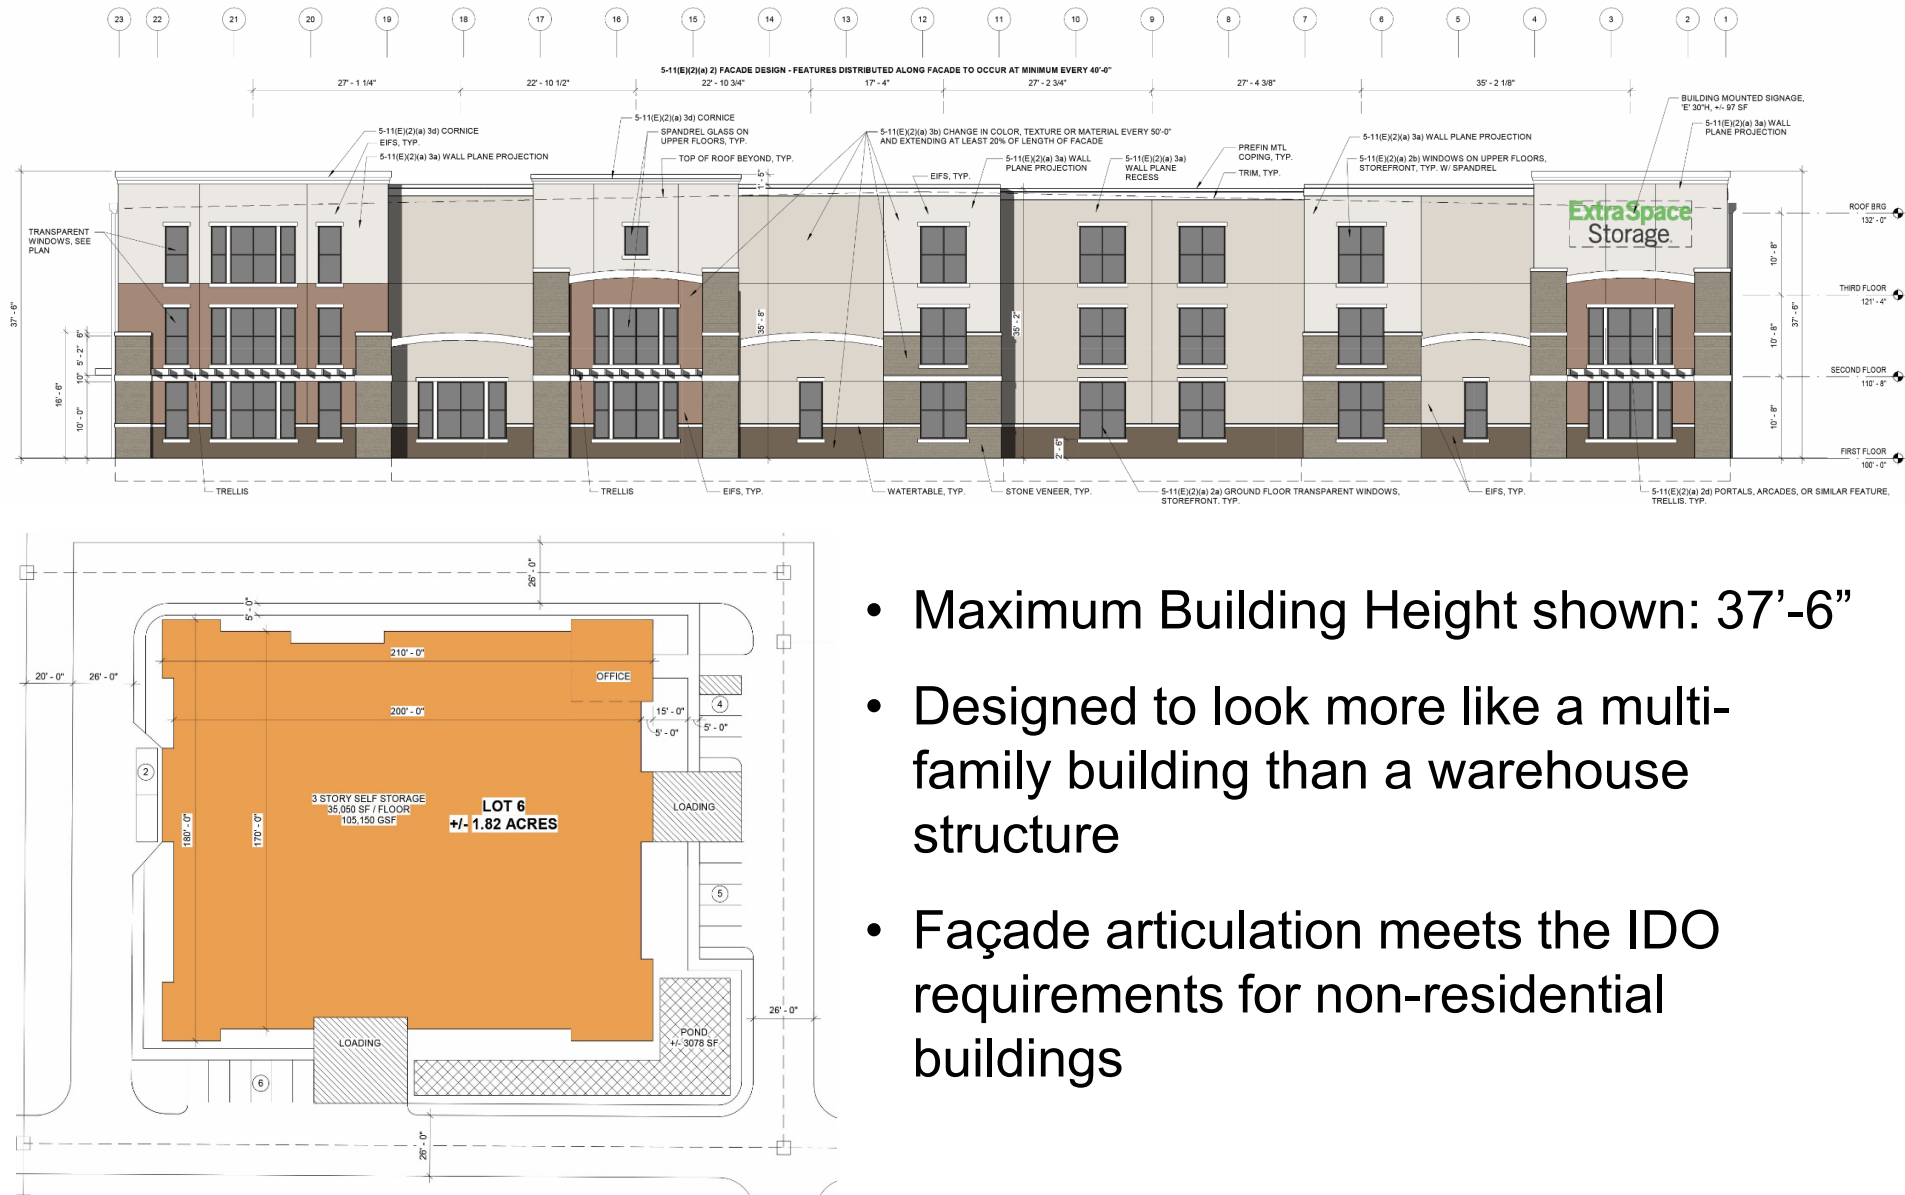 23 22 21 20 19 18 17 16 15 14 13 12 11 10 9 8 7 6 5 4 3 2 1
5-11(E)(2)(a) 2) FACADE DESIGN - FEATURES DISTRIBUTED ALONG FACADE TO OCCUR AT MINIMUM EVERY 40'-0"
27' - 1 1/4" 22' - 10 1/2" 22' - 10 3/4" 17' - 4" 27' - 2 3/4" 27' - 4 3/8" 35' - 2 1/8"
BUILDING MOUNTED SIGNAGE,
'E' 30"H, +/- 97 SF
5-11(E)(2)(a) 3a) WALL
PLANE PROJECTION
5-11(E)(2)(a) 3d) CORNICE
EIFS, TYP.
5-11(E)(2)(a) 3a) WALL PLANE PROJECTION
5-11(E)(2)(a) 3d) CORNICE
SPANDREL GLASS ON
UPPER FLOORS, TYP.
TOP OF ROOF BEYOND, TYP.
5-11(E)(2)(a) 3b) CHANGE IN COLOR, TEXTURE OR MATERIAL EVERY 50'-0"
AND EXTENDING AT LEAST 20% OF LENGTH OF FACADE
EIFS, TYP.
5-11(E)(2)(a) 3a) WALL
PLANE PROJECTION
5-11(E)(2)(a) 3a)
WALL PLANE
RECESS
PREFIN MTL
COPING, TYP.
TRIM, TYP.
5-11(E)(2)(a) 3a) WALL PLANE PROJECTION
5-11(E)(2)(a) 2b) WINDOWS ON UPPER FLOORS,
STOREFRONT, TYP. W/ SPANDREL
TRANSPARENT
WINDOWS, SEE
PLAN
ExtraSpace
Storage
ROOF BRG
132' - 0"
THIRD FLOOR
121' - 4"
SECOND FLOOR
110' - 8"
FIRST FLOOR
100' - 0"
37' - 6"
16' - 6"
6"
5' - 2"
10"
10' - 0"
1' - 5"
35' - 8"
35' - 2"
2' - 6"
10' - 8"
10' - 8"
10' - 8"
37' - 6"
TRELLIS
TRELLIS
EIFS, TYP.
WATERTABLE, TYP.
STONE VENEER, TYP.
5-11(E)(2)(a) 2a) GROUND FLOOR TRANSPARENT WINDOWS,
STOREFRONT. TYP.
EIFS, TYP.
5-11(E)(2)(a) 2d) PORTALS, ARCADES, OR SIMILAR FEATURE,
TRELLIS. TYP.
26' - 0"
5' - 0"
210' - 0"
OFFICE
20' - 0" 26' - 0"
200' - 0"
15' - 0"
5' - 0"
5' - 0"
4
2
3 STORY SELF STORAGE
35,050 SF / FLOOR
105,150 GSF
LOT 6
+/- 1.82 ACRES
LOADING
180' - 0"
170' - 0"
5
26' - 0"
POND
+/- 3078 SF
LOADING
6
26' - 0"
• Maximum Building Height shown: 37’-6”
• Designed to look more like a multi-
family building than a warehouse
structure
• Façade articulation meets the IDO
requirements for non-residential
buildings